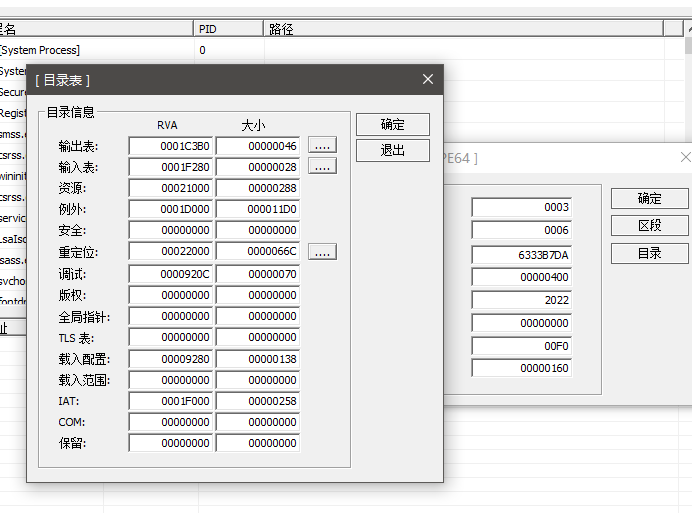 程名 PID 路径
[System Process] 0
Syste
Secure
Regist
smss.e
csrss.
wininit
csrss.
service
LsaIso
lsass.e
svchos
fontdr
址
[ 目录表 ]
目录信息
RVA 大小
输出表: 0001C3B0 00000046 ....
输入表: 0001F280 00000028 ....
资源: 00021000 00000288
例外: 0001D000 000011D0
安全: 00000000 00000000
重定位: 00022000 0000066C ....
调试: 0000920C 00000070
版权: 00000000 00000000
全局指针: 00000000 00000000
TLS 表: 00000000 00000000
载入配置: 00009280 00000138
载入范围: 00000000 00000000
IAT: 0001F000 00000258
COM: 00000000 00000000
保留: 00000000 00000000
确定
退出
PE64 ]
0003
0006
6333B7DA
00000400
2022
00000000
00F0
00000160
确定
区段
目录